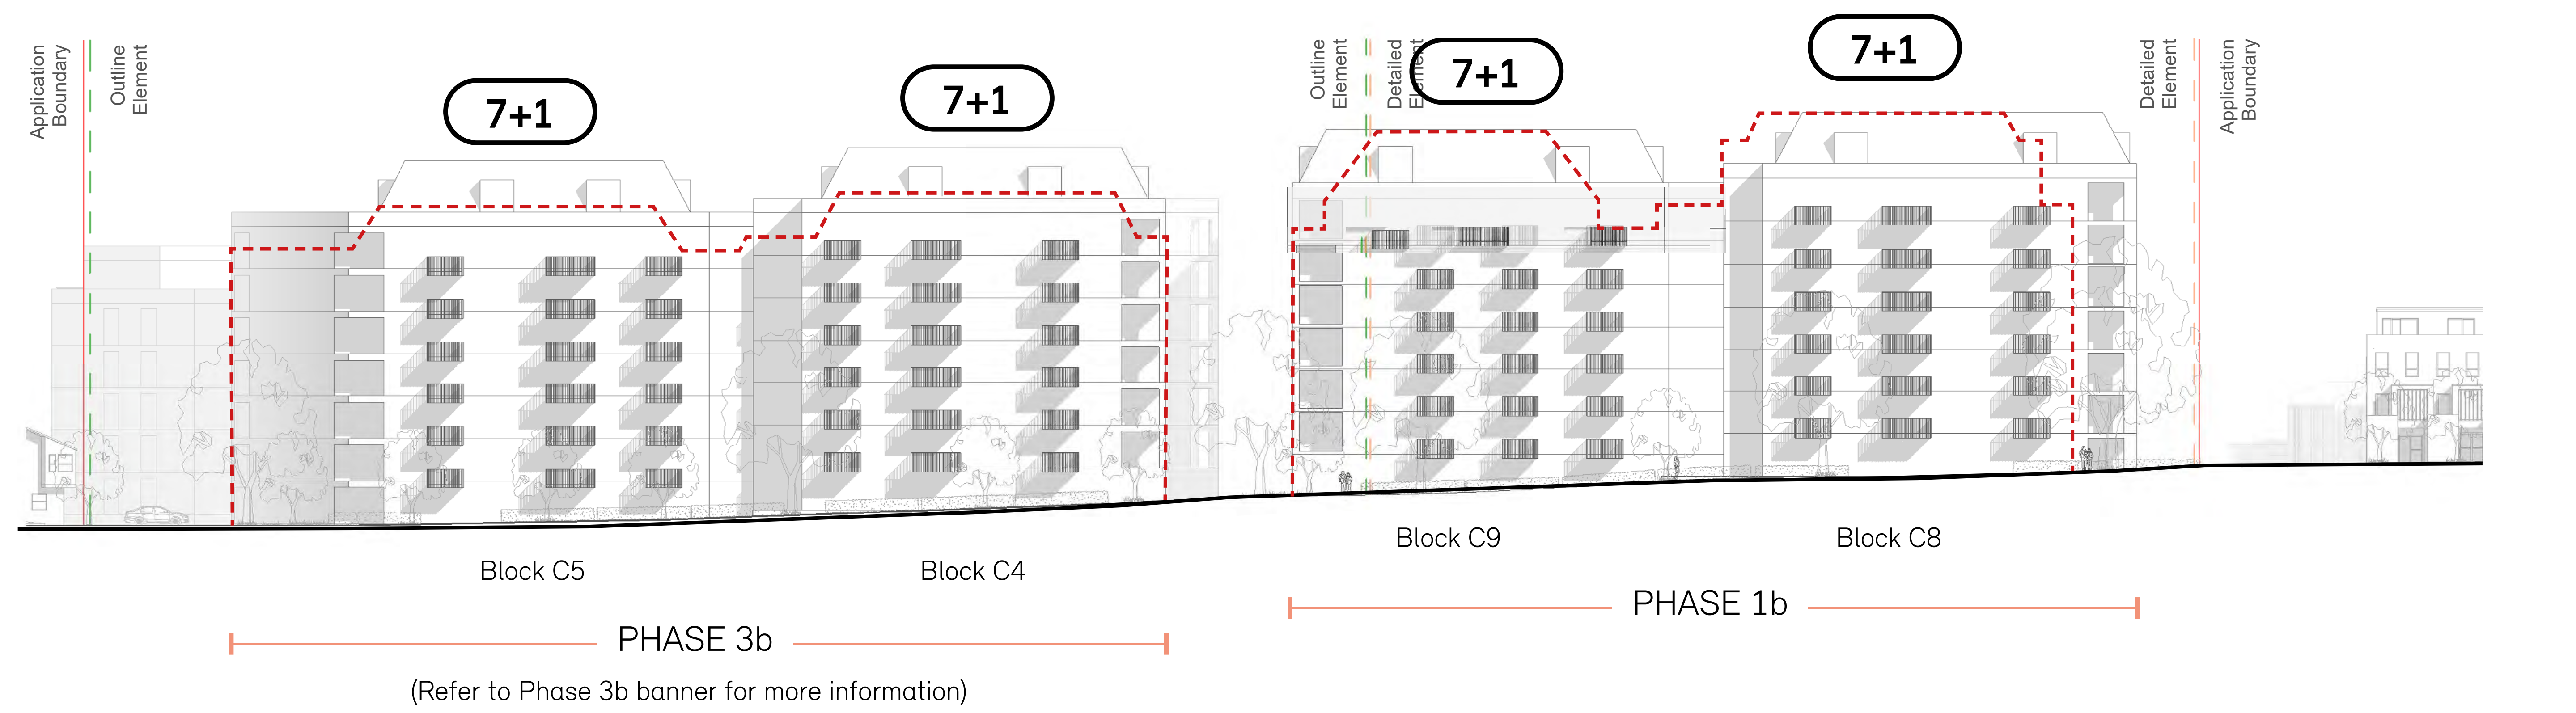 Application
Boundary
Outline
Element
7+1
7+1
Outline
Element
Detailed
Element
7+1
7+1
Detailed
Element
Application
Boundary
Block C5
Block C4
Block C9
Block C8
PHASE 3b
PHASE 1b
(Refer to Phase 3b banner for more information)